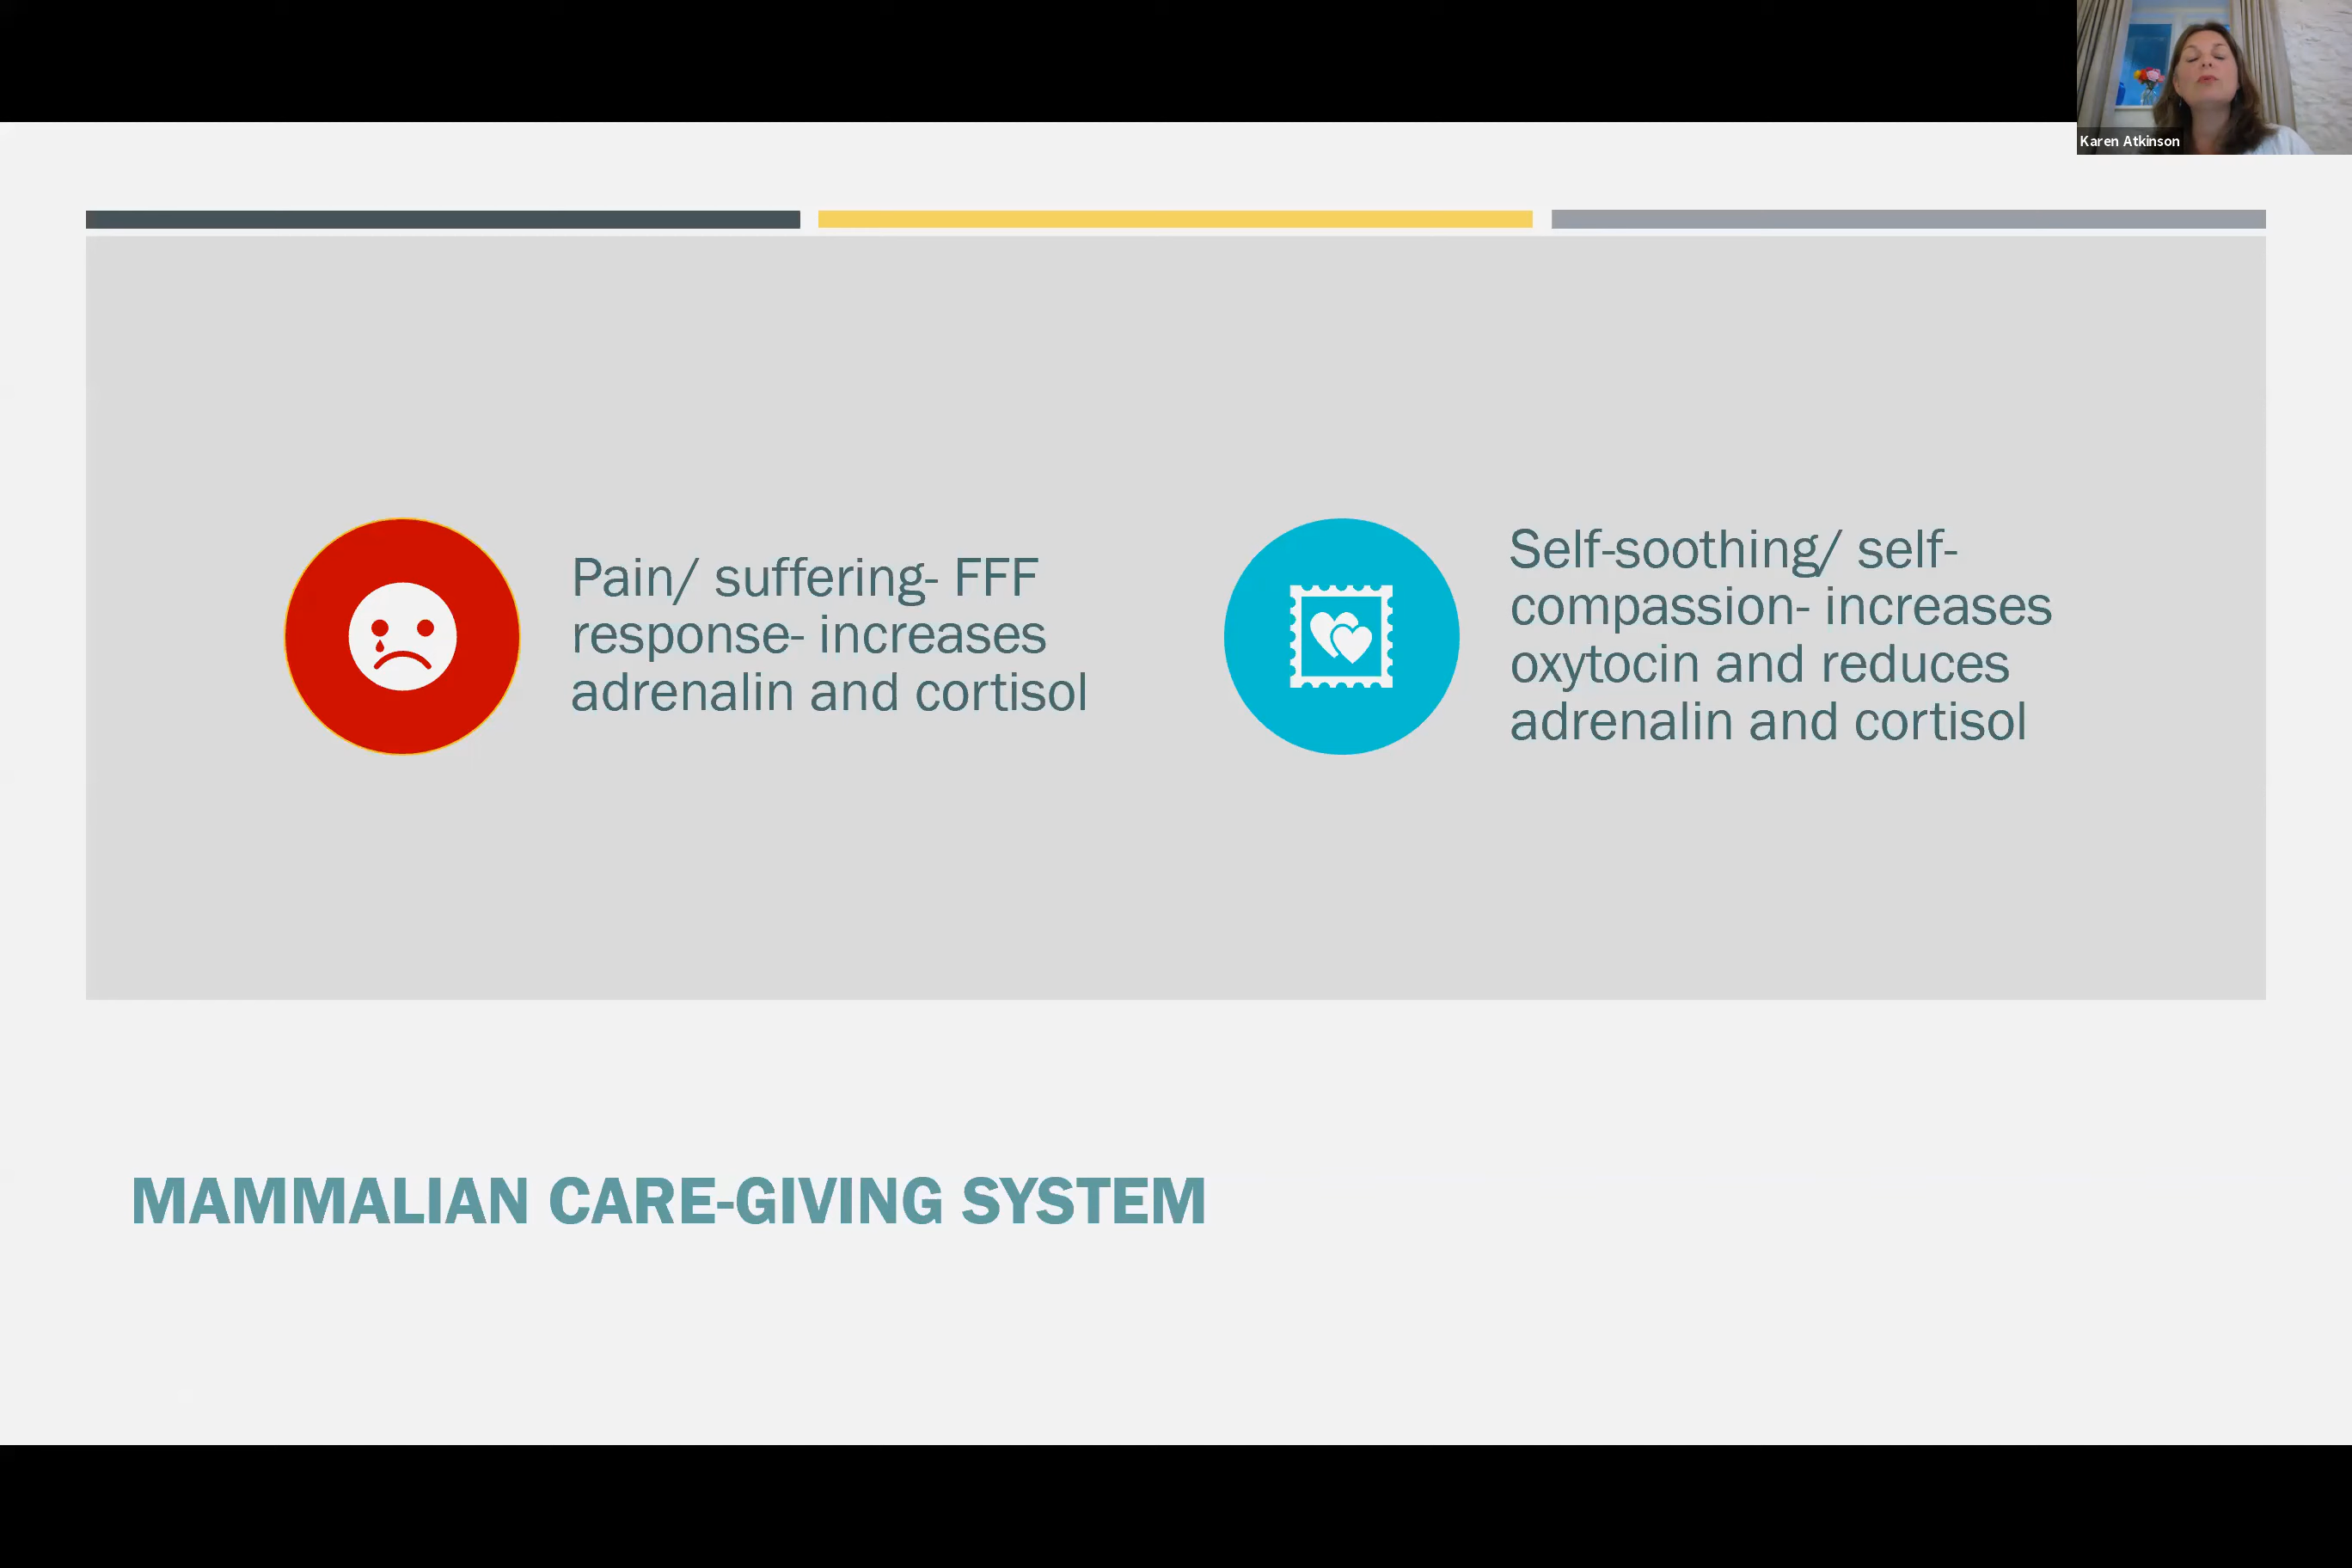 Karen Atkinson
Pain/ suffering- FFF
response- increases
adrenalin and cortisol
Self-soothing/ self-
compassion- increases
oxytocin and reduces
adrenalin and cortisol
MAMMALIAN CARE-GIVING SYSTEM